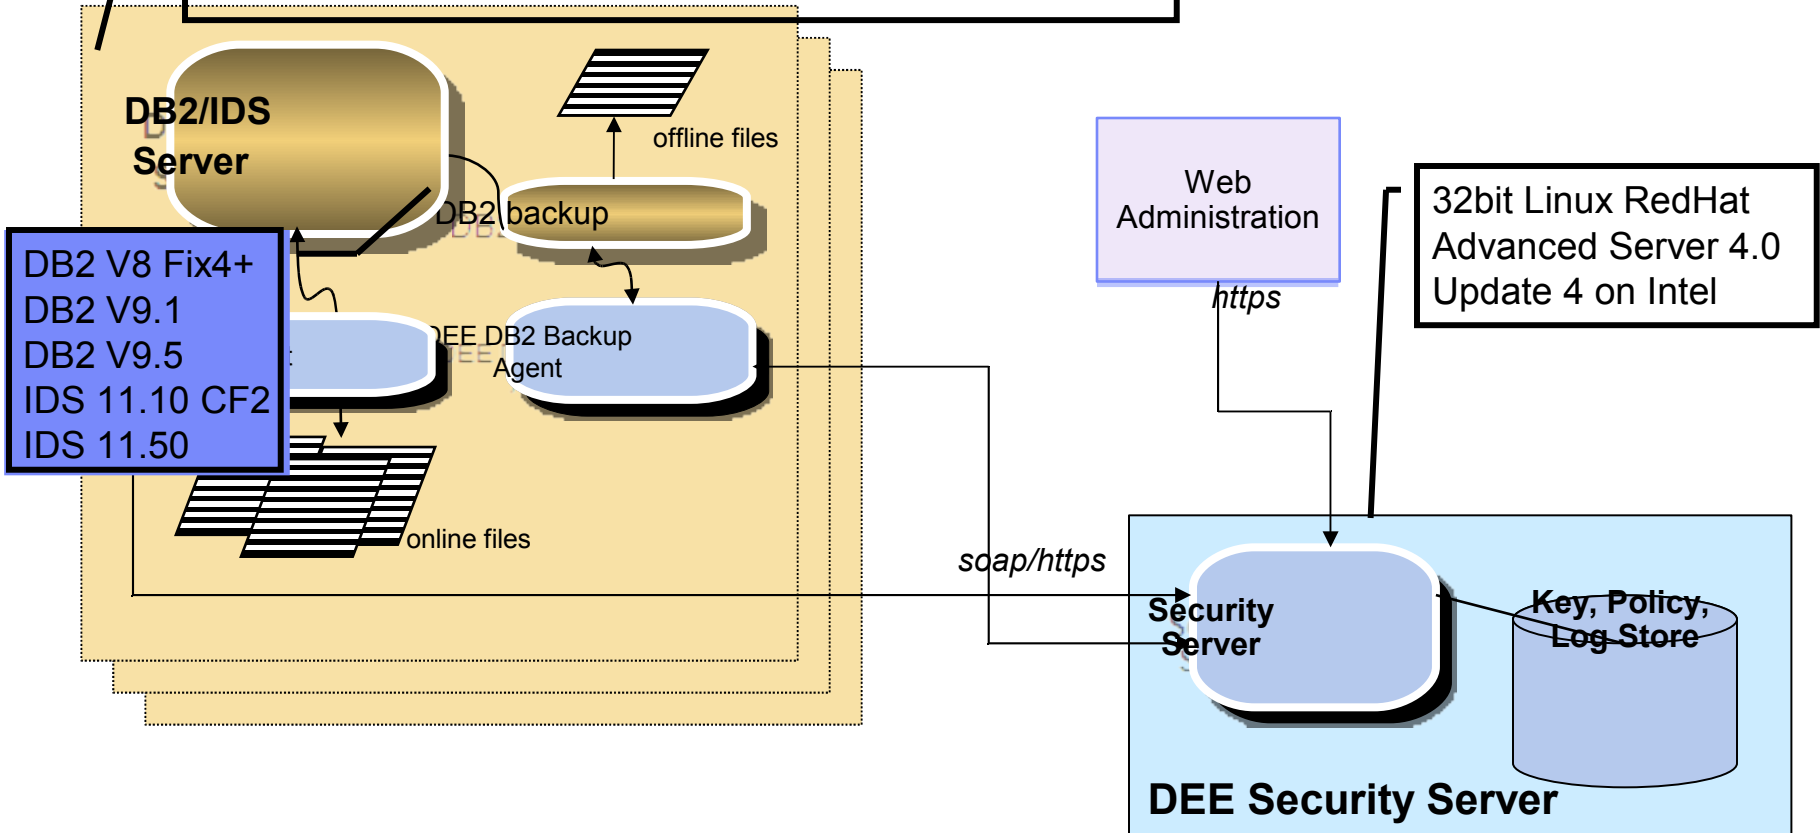 DB2/IDS
Server
offline files
DB2 backup
DB2 V8 Fix4+
DB2 V9.1
DB2 V9.5
IDS 11.10 CF2
IDS 11.50
DEE DB2 Backup
Agent
online files
Web
Administration
https
32bit Linux RedHat
Advanced Server 4.0
Update 4 on Intel
soap/https
Security
Server
Key, Policy,
Log Store
DEE Security Server